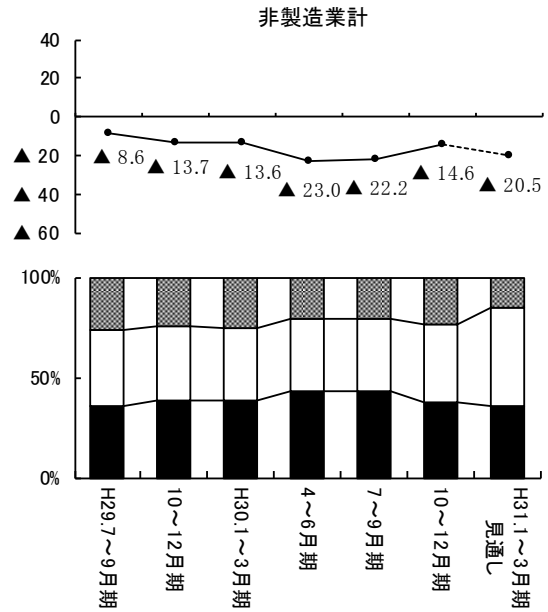 非製造業計
40
20
0
▲ 20
▲ 40
▲ 60
▲ 8.6
▲ 13.7
▲ 13.6
▲ 23.0
▲ 22.2
▲ 14.6
▲ 20.5
100%
50%
0%
H29.7～9月期
10～12月期
H30.1～3月期
4～6月期
7～9月期
10～12月期
H31.1～3月期
見通し